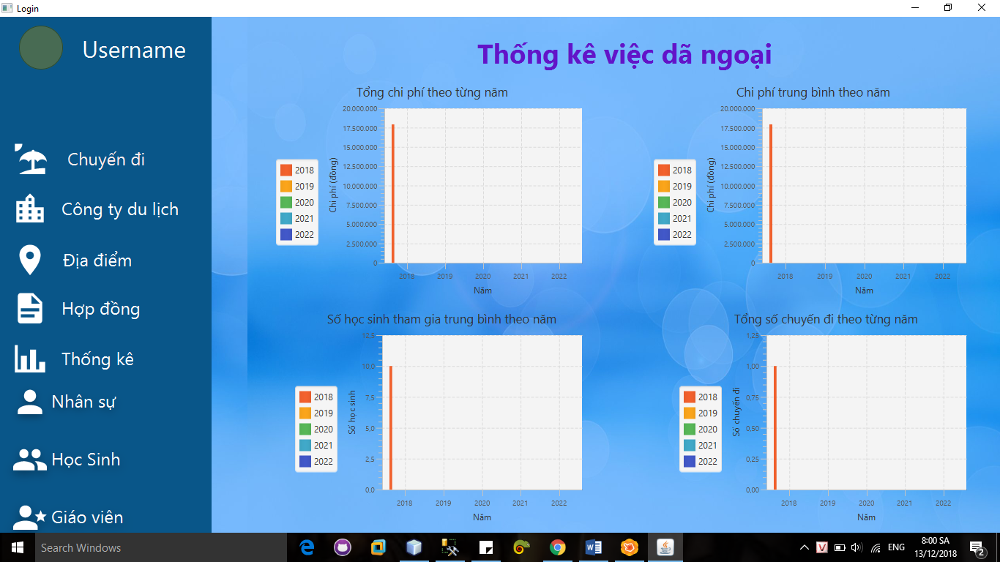 Login
Username
Chuyến đi
Công ty du lịch
Địa điểm
Hợp đồng
Thống kê
Nhân sự
Học Sinh
Giáo viên
Thống kê việc dã ngoại
Tổng chi phí theo từng năm
20.000.000
17.500.000
15.000.000
12.500.000
10.000.000
7.500.000
5.000.000
2.500.000
0
Chi phí (đồng)
2018
2019
2020
2021
2022
2018 2019 2020 2021 2022
Năm
Chi phí trung bình theo năm
20.000.000
17.500.000
15.000.000
12.500.000
10.000.000
7.500.000
5.000.000
2.500.000
0
Chi phí (đồng)
2018
2019
2020
2021
2022
2018 2019 2020 2021 2022
Năm
Số học sinh tham gia trung bình theo năm
12,5
10,0
7,5
5,0
2,5
0,0
Số học sinh
2018
2019
2020
2021
2022
2018 2019 2020 2021 2022
Năm
Tổng số chuyến đi theo từng năm
1,25
1,00
0,75
0,50
0,25
0,00
Số chuyến đi
2018
2019
2020
2021
2022
2018 2019 2020 2021 2022
Năm
Search Windows
ENG
8:00 SA
13/12/2018
2